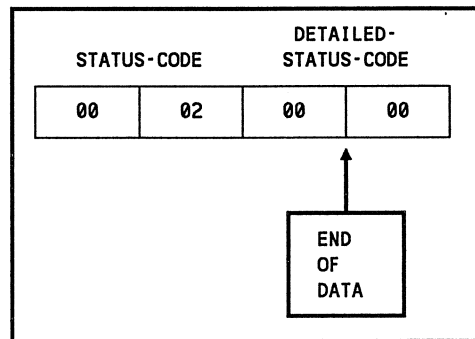 DETAILED-
STATUS-CODE STATUS-CODE
00 02 00 00
END
OF
DATA